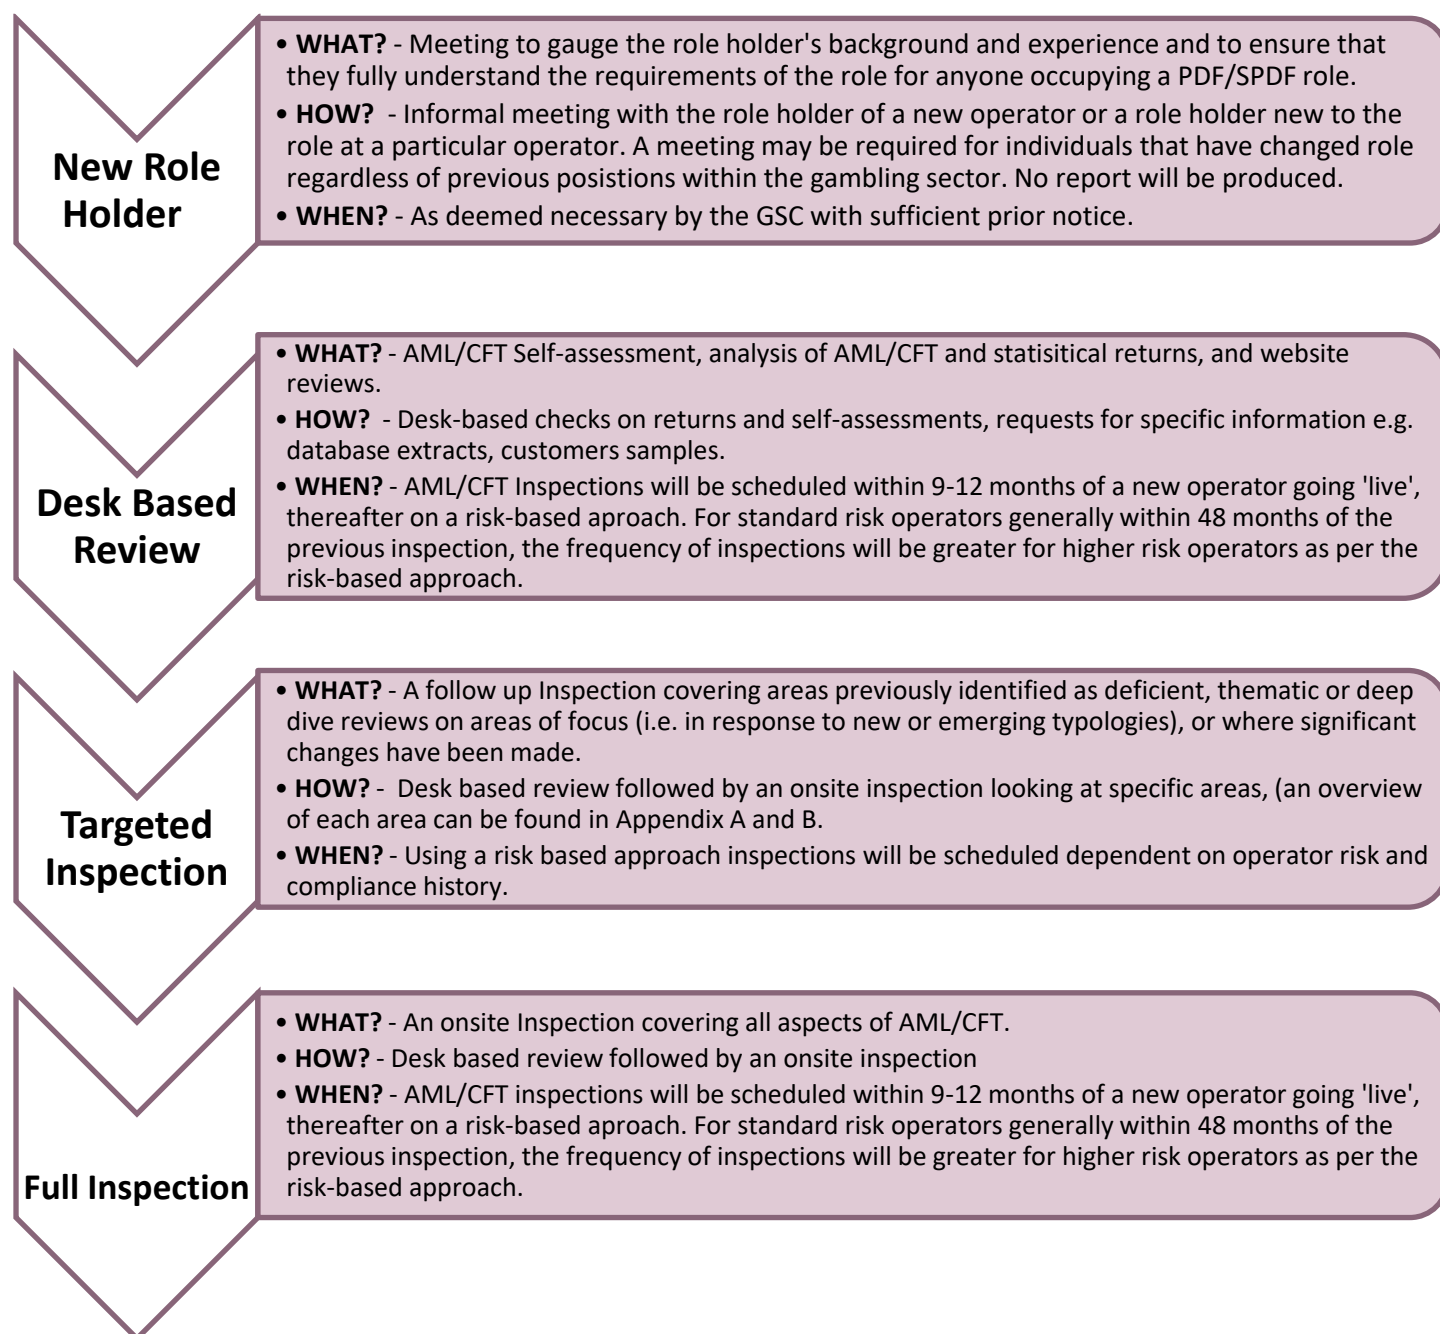 New Role
Holder
• WHAT? - Meeting to gauge the role holder's background and experience and to ensure that
they fully understand the requirements of the role for anyone occupying a PDF/SPDF role.
• HOW? - Informal meeting with the role holder of a new operator or a role holder new to the
role at a particular operator. A meeting may be required for individuals that have changed role
regardless of previous posistions within the gambling sector. No report will be produced.
• WHEN? - As deemed necessary by the GSC with sufficient prior notice.
Desk Based
Review
• WHAT? - AML/CFT Self-assessment, analysis of AML/CFT and statisitical returns, and website
reviews.
• HOW? - Desk-based checks on returns and self-assessments, requests for specific information e.g.
database extracts, customers samples.
• WHEN? - AML/CFT Inspections will be scheduled within 9-12 months of a new operator going 'live',
thereafter on a risk-based aproach. For standard risk operators generally within 48 months of the
previous inspection, the frequency of inspections will be greater for higher risk operators as per the
risk-based approach.
Targeted
Inspection
• WHAT? - A follow up Inspection covering areas previously identified as deficient, thematic or deep
dive reviews on areas of focus (i.e. in response to new or emerging typologies), or where significant
changes have been made.
• HOW? - Desk based review followed by an onsite inspection looking at specific areas, (an overview
of each area can be found in Appendix A and B.
• WHEN? - Using a risk based approach inspections will be scheduled dependent on operator risk and
compliance history.
Full Inspection
• WHAT? - An onsite Inspection covering all aspects of AML/CFT.
• HOW? - Desk based review followed by an onsite inspection
• WHEN? - AML/CFT inspections will be scheduled within 9-12 months of a new operator going 'live',
thereafter on a risk-based aproach. For standard risk operators generally within 48 months of the
previous inspection, the frequency of inspections will be greater for higher risk operators as per the
risk-based approach.